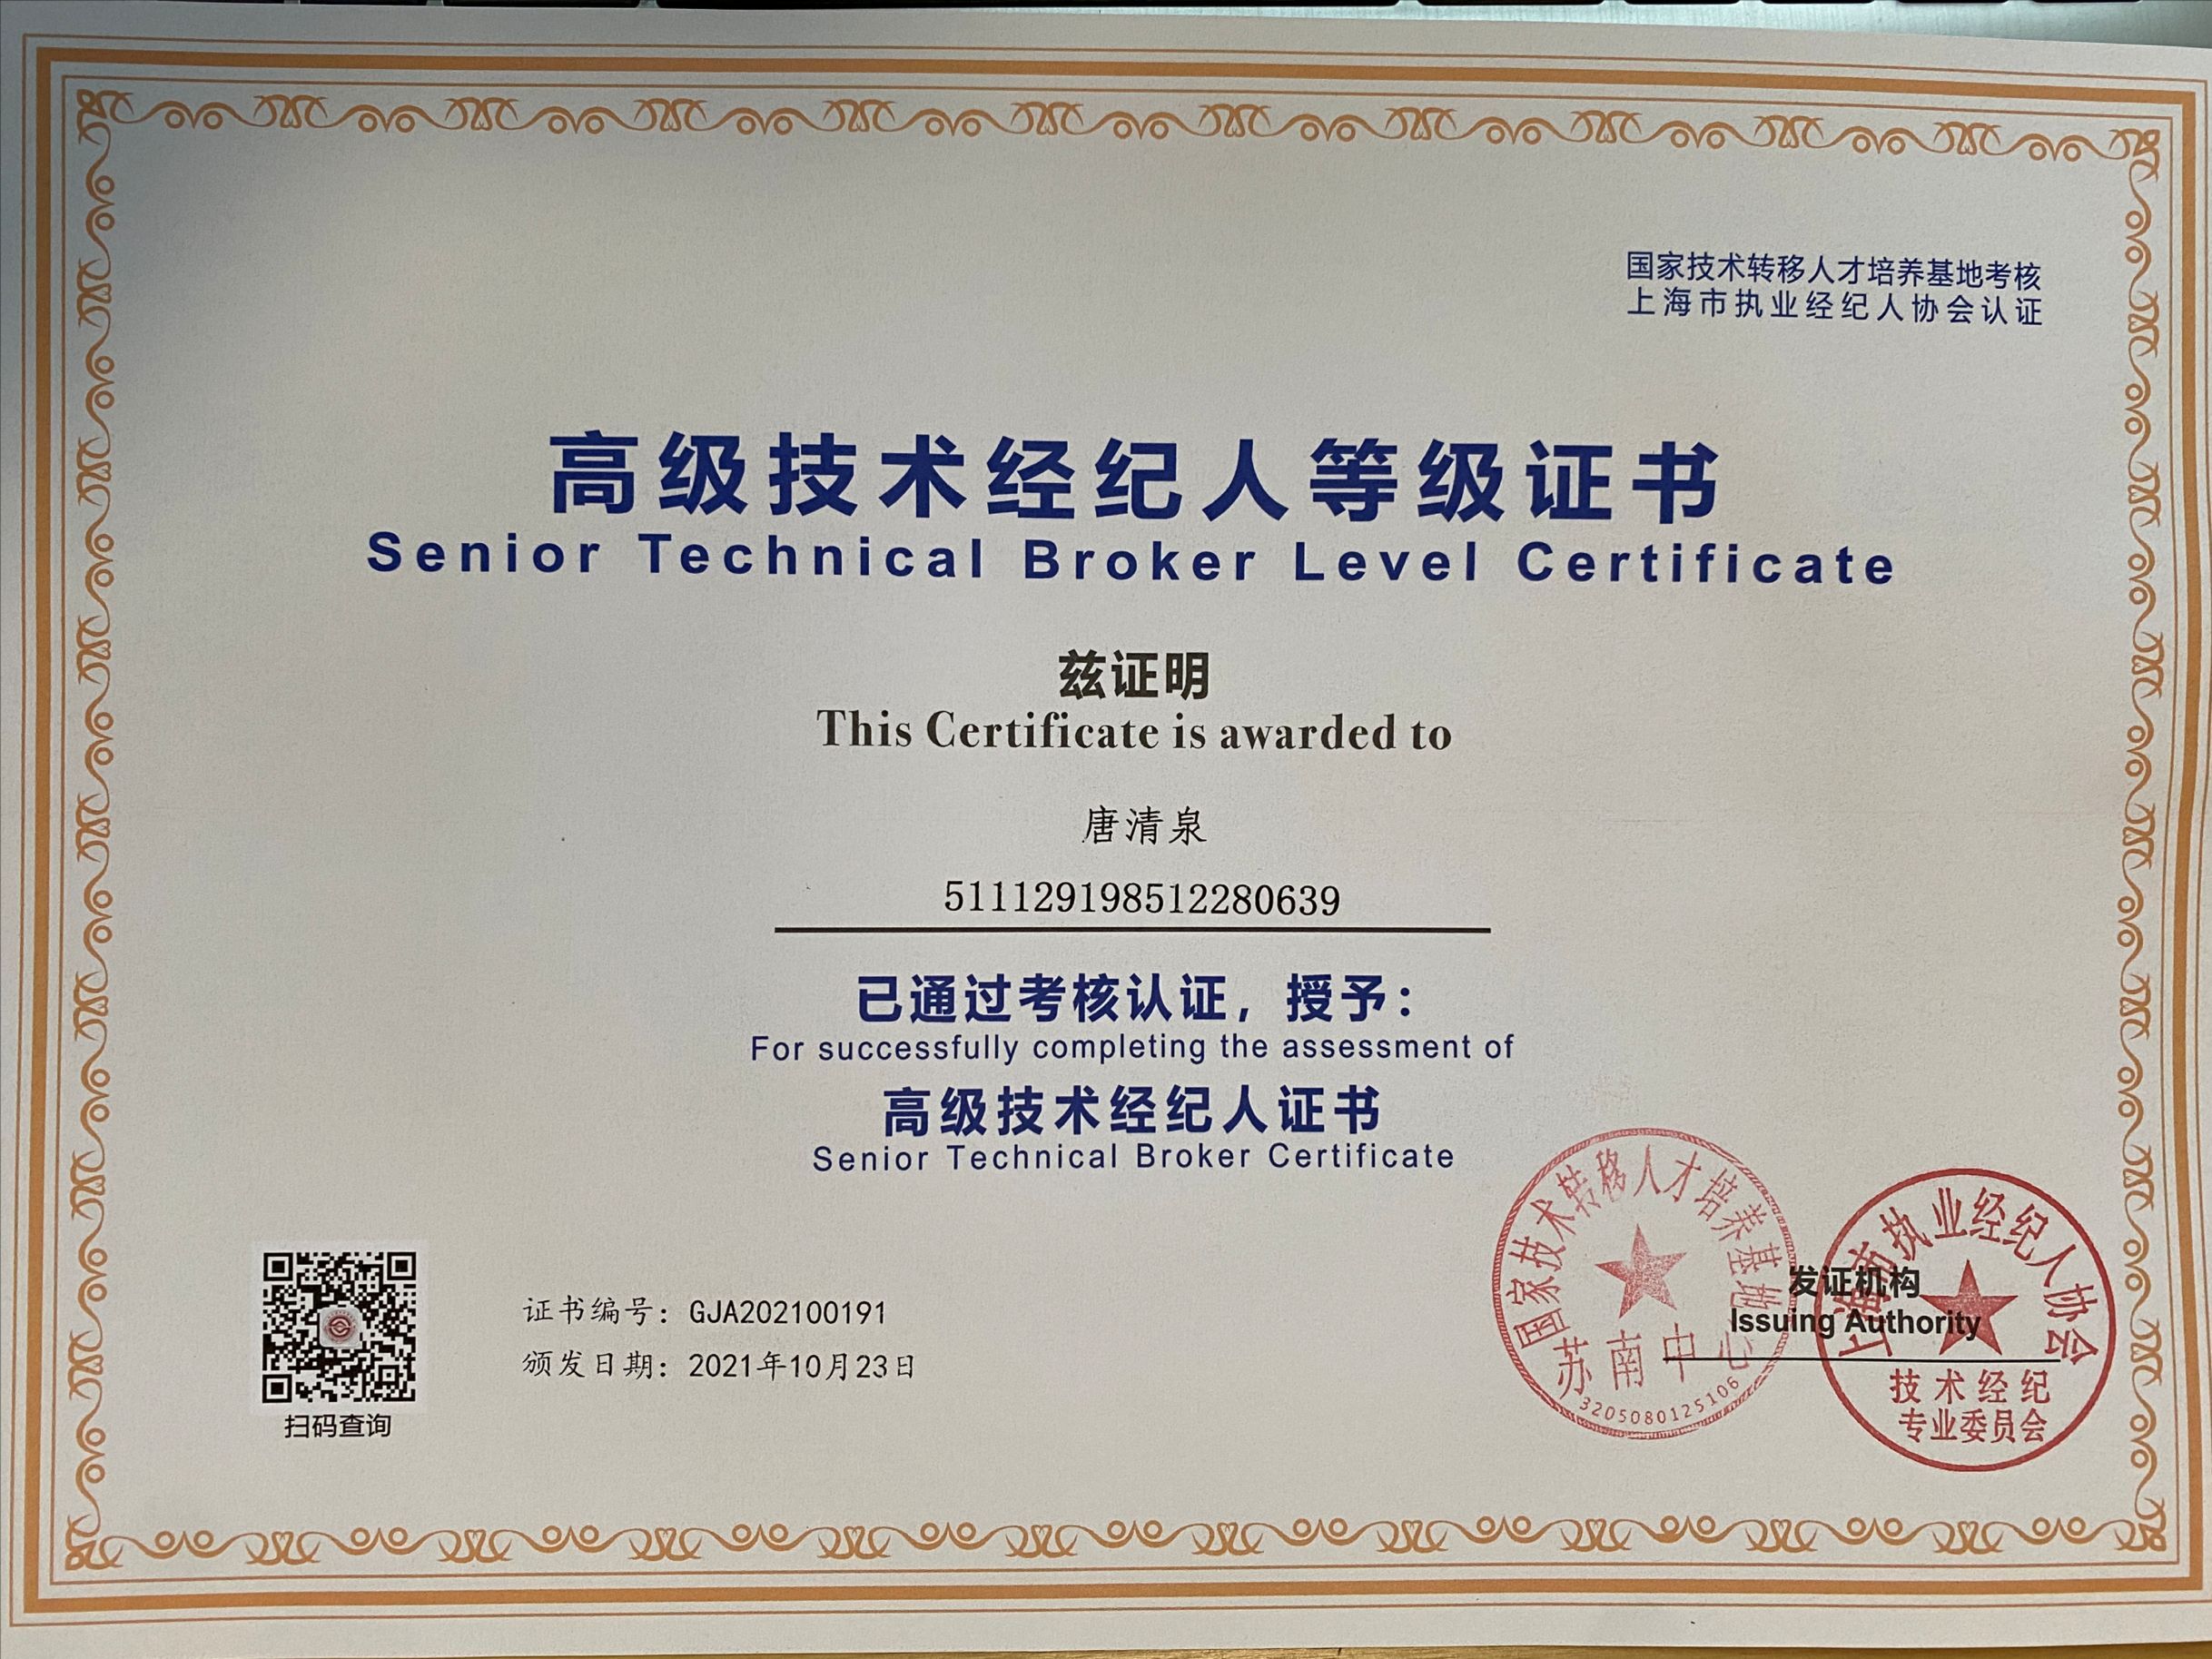 国家技术转移人才培养基地考核
上海市执业经纪人协会认证
高级技术经纪人等级证书
Senior Technical Broker Level Certificate
兹证明
This Certificate is awarded to
唐清泉
511129198512280639
已通过考核认证，授予：
For successfully completing the assessment of
高级技术经纪人证书
Senior Technical Broker Certificate
扫码查询
证书编号：GJA202100191
颁发日期：2021年10月23日
发证机构
Issuing Authority
国家技术转移人才培养基地
苏南中心
3205080125106
上海市执业经纪人协会
技术经纪
专业委员会